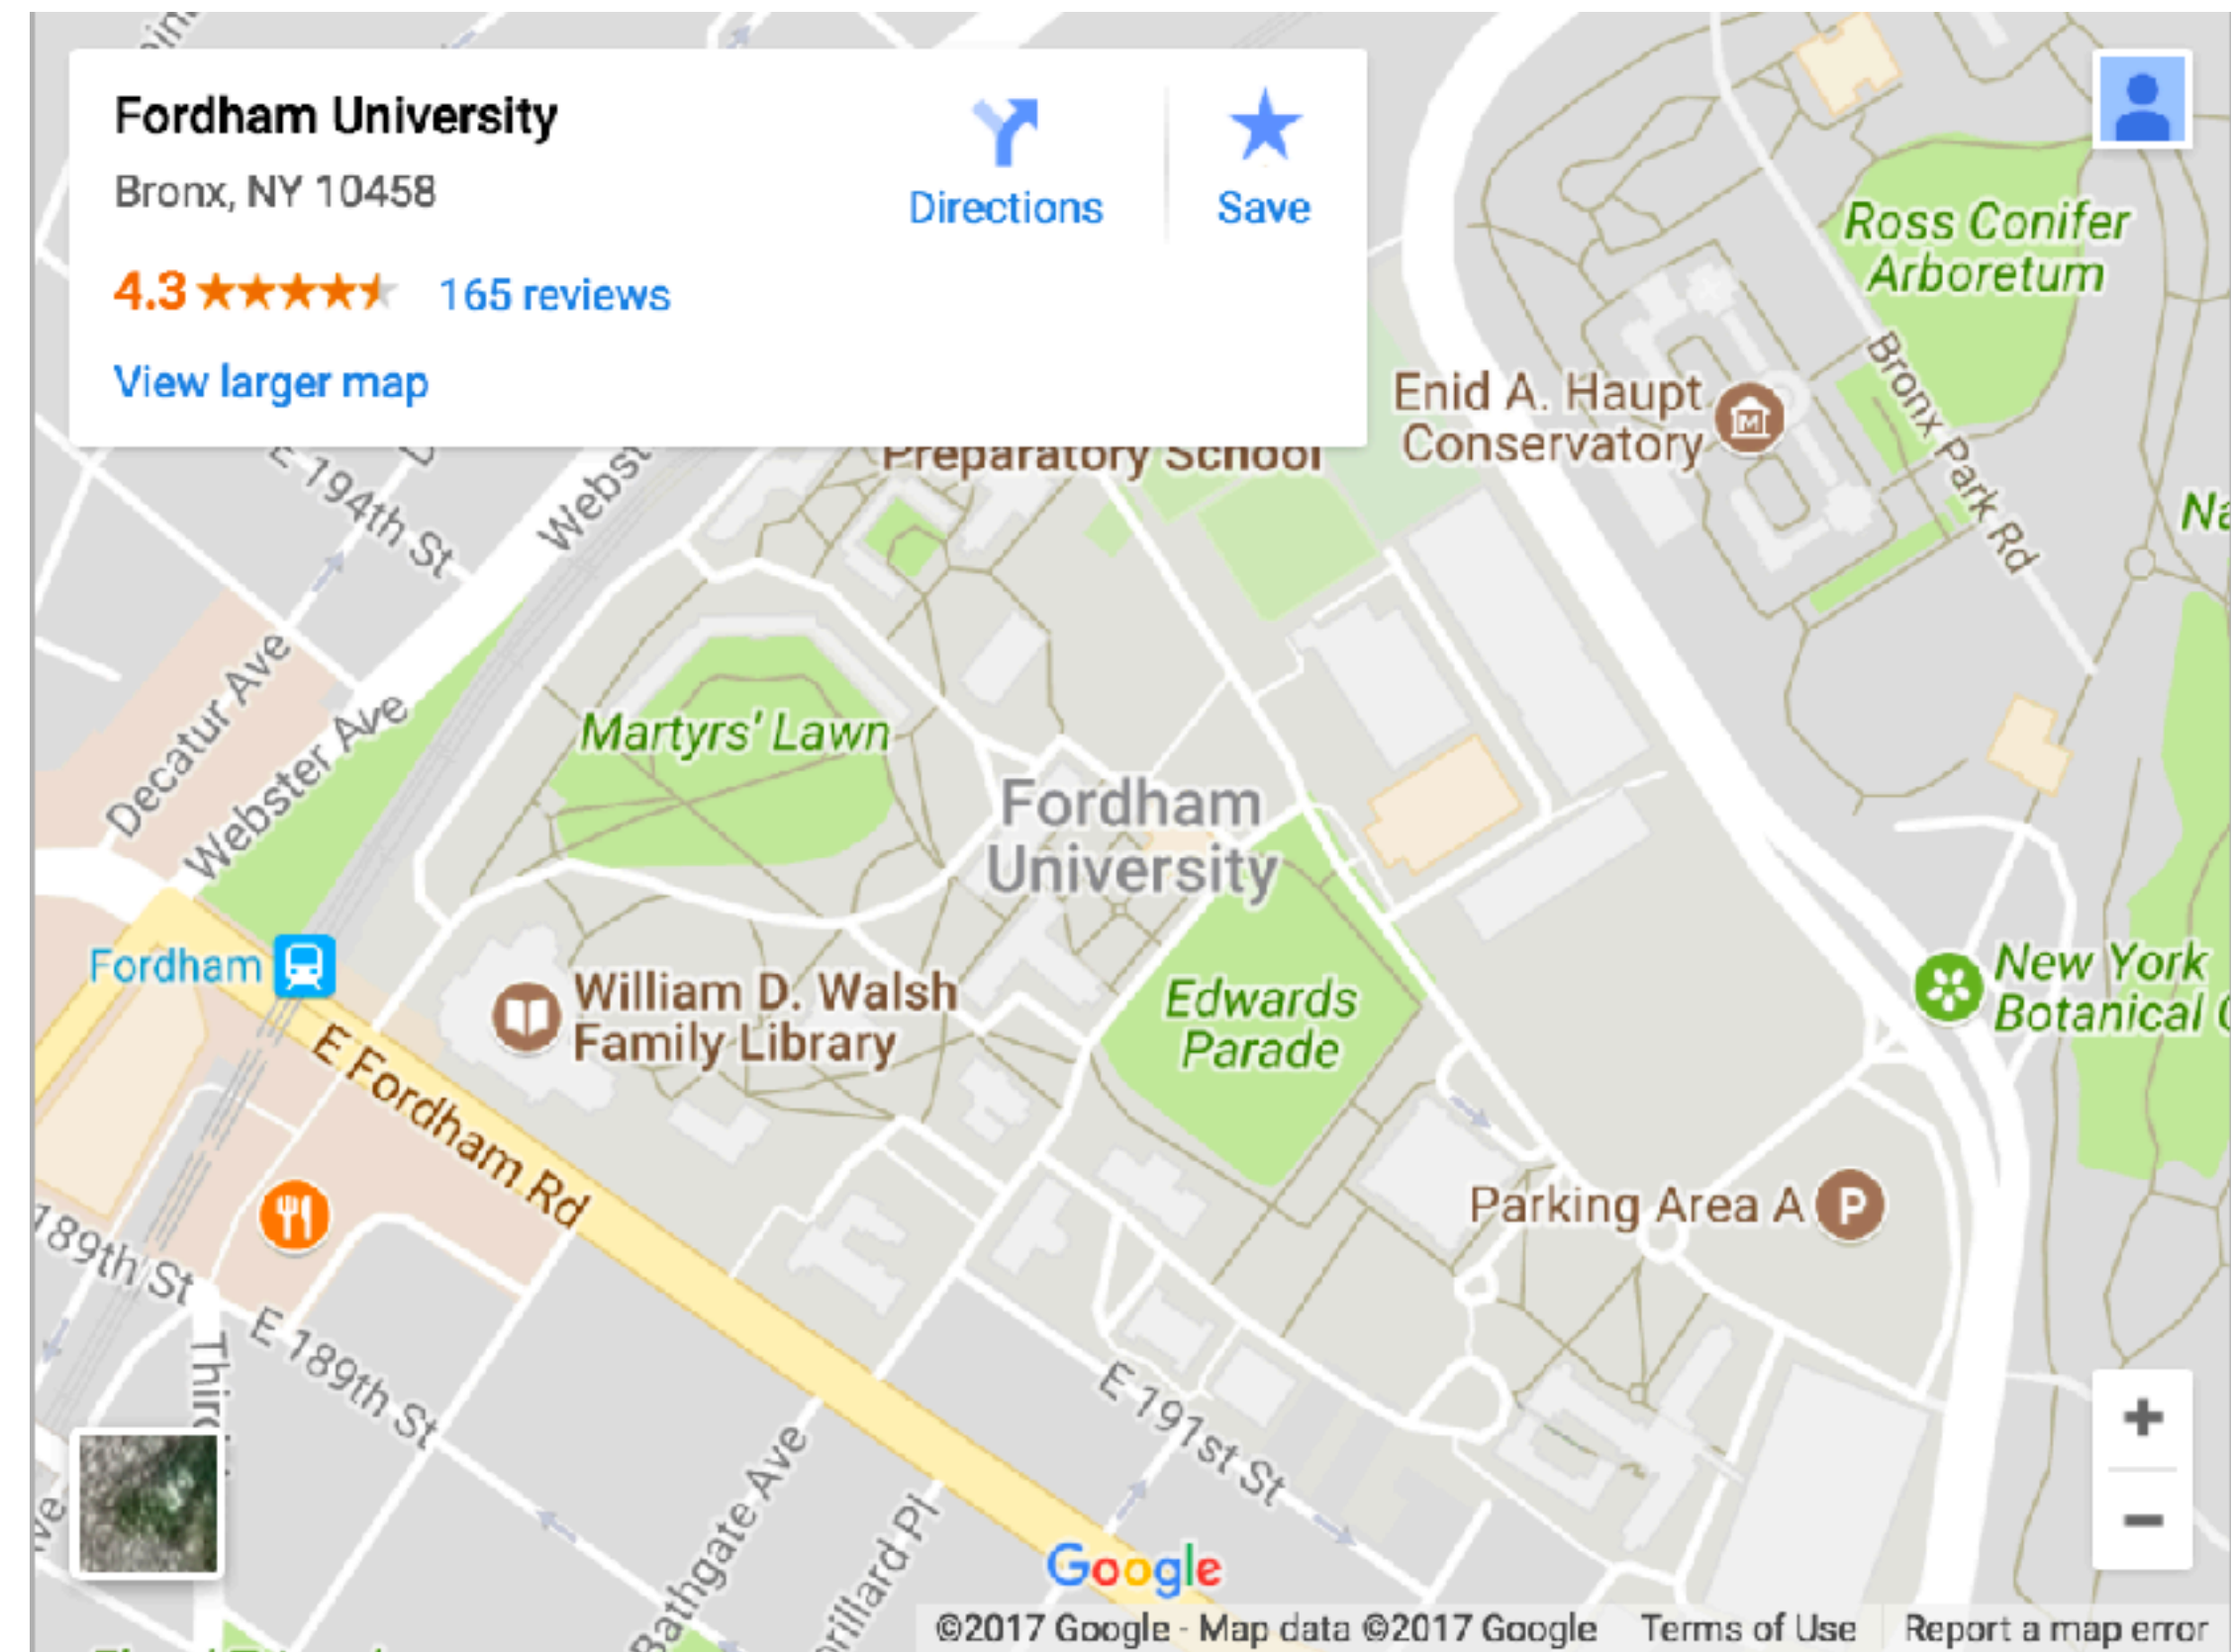 Fordham University
Bronx, NY 10458
4.3
165 reviews
View larger map
Directions
Save
Ross Conifer
Arboretum
Enid A. Haupt
Conservatory
Preparatory School
Bronx Park Rd
E 194th St
Decatur Ave
Webster Ave
Martyrs' Lawn
Fordham
University
Fordham
William D. Walsh
Family Library
Edwards
Parade
New York
Botanical
E Fordham Rd
Parking Area A
P
189th St
E 189th St
E 191st St
Bathgate Ave
Pl
Google
©2017 Google - Map data ©2017 Google
Terms of Use
Report a map error